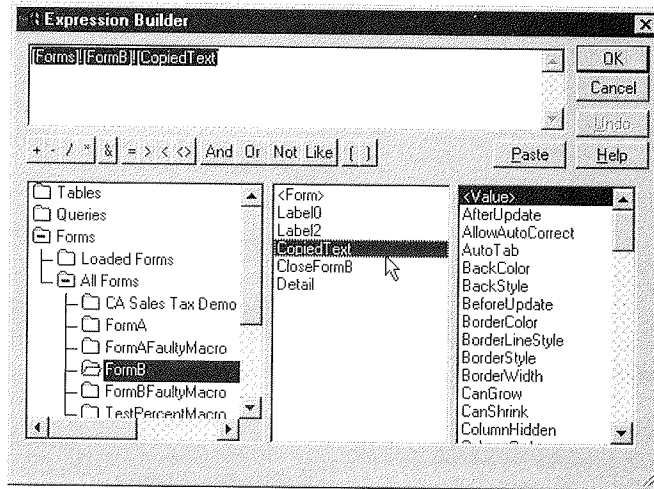 Expression Builder
[Forms]![FormB]![CopiedText
OK
Cancel
Undo
+ - / * & = > < <> And Or Not Like ( )
Paste
Help
Tables
Queries
Forms
Loaded Forms
All Forms
CA Sales Tax Demo
FormA
FormAFaultyMacro
FormB
FormBFaultyMacro
TestPercentMacro
<Form>
Label0
Label2
CopiedText
CloseFormB
Detail
<Value>
AfterUpdate
AllowAutoCorrect
AutoTab
BackColor
BackStyle
BeforeUpdate
BorderColor
BorderLineStyle
BorderStyle
BorderWidth
CanGrow
CanShrink
ColumnHidden